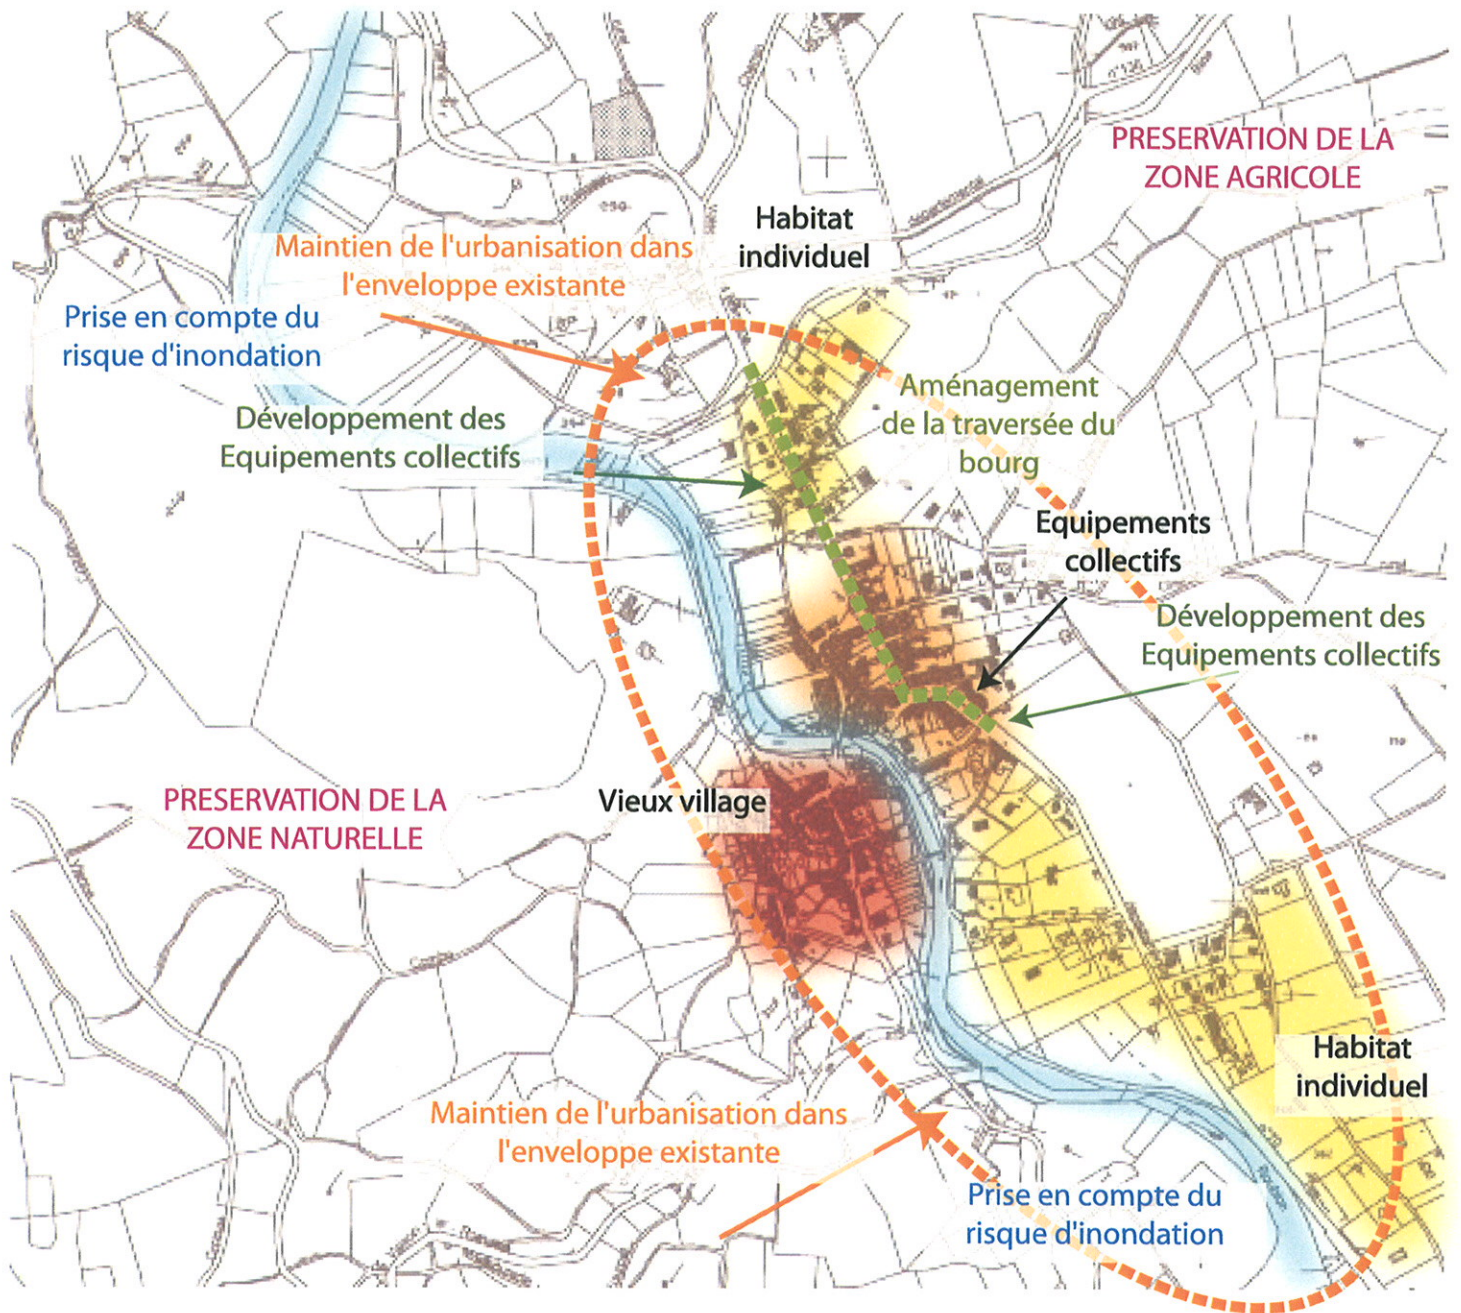 PRESERVATION DE LA
ZONE AGRICOLE
Habitat
individuel
Maintien de l'urbanisation dans
l'enveloppe existante
Prise en compte du
risque d'inondation
Aménagement
de la traversée du
bourg
Développement des
Equipements collectifs
Equipements
collectifs
Développement des
Equipements collectifs
PRESERVATION DE LA
ZONE NATURELLE
Vieux village
Habitat
individuel
Maintien de l'urbanisation dans
l'enveloppe existante
Prise en compte du
risque d'inondation